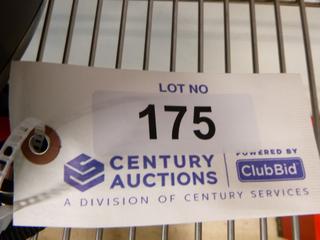 LOT NO
175
CENTURY
AUCTIONS
POWERED BY
ClubBid
A DIVISION OF CENTURY SERVICES